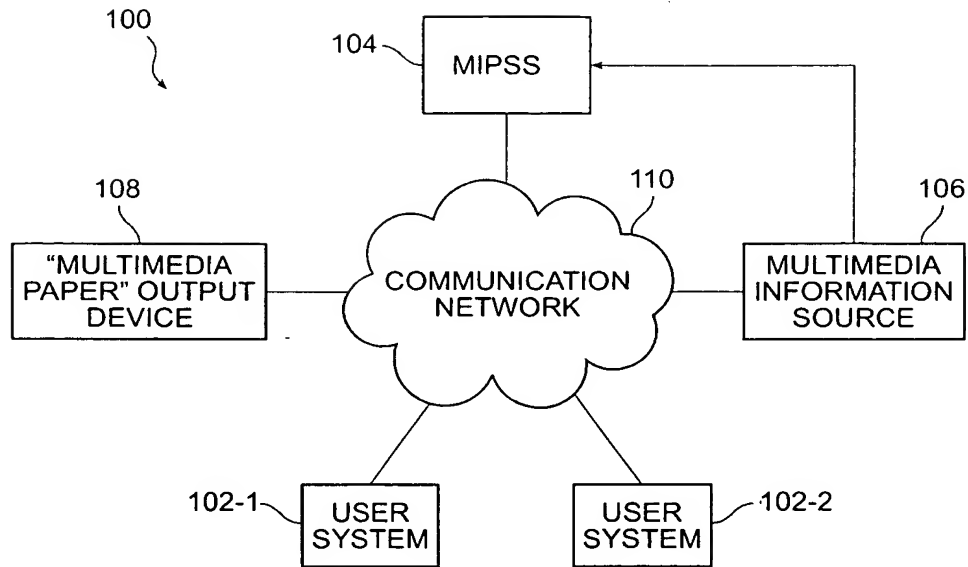 100
104
MIPSS
108
110
106
“MULTIMEDIA
PAPER” OUTPUT
DEVICE
COMMUNICATION
NETWORK
MULTIMEDIA
INFORMATION
SOURCE
102-1
USER
SYSTEM
USER
SYSTEM
102-2